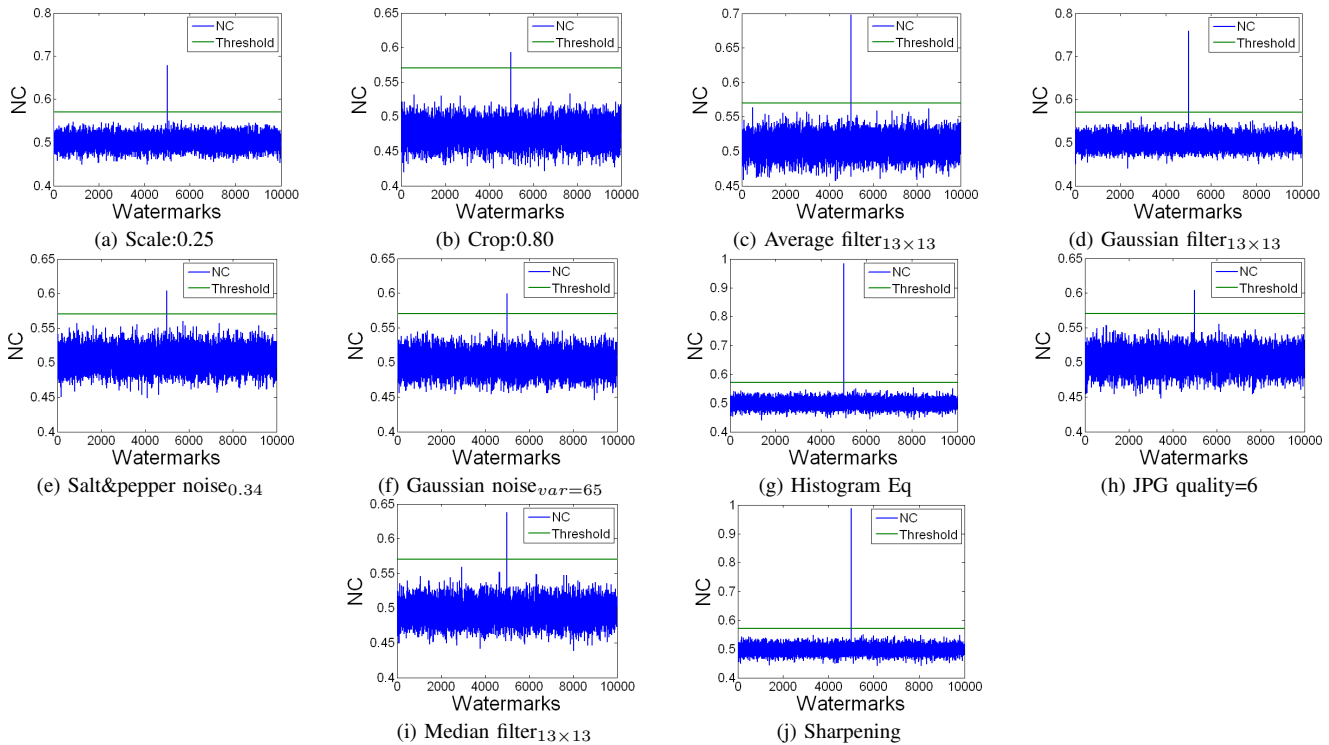 0.8
0.7
0.6
0.5
0.4
NC
NC
Threshold
0 2000 4000 6000 8000 10000
Watermarks
(a) Scale:0.25
0.65
0.6
0.55
0.5
0.45
0.4
NC
NC
Threshold
0 2000 4000 6000 8000 10000
Watermarks
(b) Crop:0.80
0.7
0.65
0.6
0.55
0.5
0.45
NC
NC
Threshold
0 2000 4000 6000 8000 10000
Watermarks
(c) Average filter13×13
0.8
0.7
0.6
0.5
0.4
NC
NC
Threshold
0 2000 4000 6000 8000 10000
Watermarks
(d) Gaussian filter13×13
0.65
0.6
0.55
0.5
0.45
0.4
NC
NC
Threshold
0 2000 4000 6000 8000 10000
Watermarks
(e) Salt&pepper noise0.34
0.65
0.6
0.55
0.5
0.45
0.4
NC
NC
Threshold
0 2000 4000 6000 8000 10000
Watermarks
(f) Gaussian noisevar=65
1
0.9
0.8
0.7
0.6
0.5
0.4
NC
NC
Threshold
0 2000 4000 6000 8000 10000
Watermarks
(g) Histogram Eq
0.65
0.6
0.55
0.5
0.45
0.4
NC
NC
Threshold
0 2000 4000 6000 8000 10000
Watermarks
(h) JPG quality=6
0.65
0.6
0.55
0.5
0.45
0.4
NC
NC
Threshold
0 2000 4000 6000 8000 10000
Watermarks
(i) Median filter13×13
1
0.9
0.8
0.7
0.6
0.5
0.4
NC
NC
Threshold
0 2000 4000 6000 8000 10000
Watermarks
(j) Sharpening